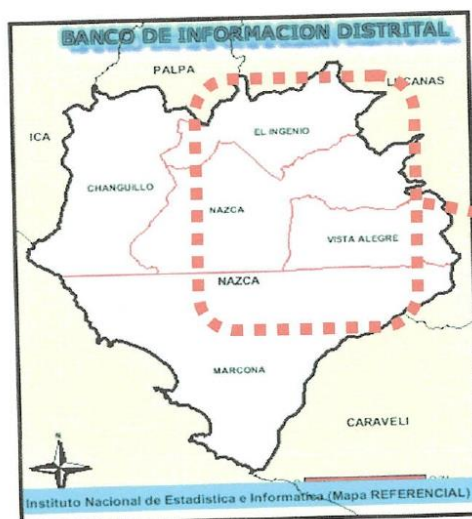 BANCO DE INFORMACION DISTRITAL
PALPA
LUCANAS
ICA
EL INGENIO
CHANGUILLO
NAZCA
VISTA ALEGRE
NAZCA
MARCONA
CARAVELI
N
Instituto Nacional de Estadística e Informatica (Mapa REFERENCIAL)